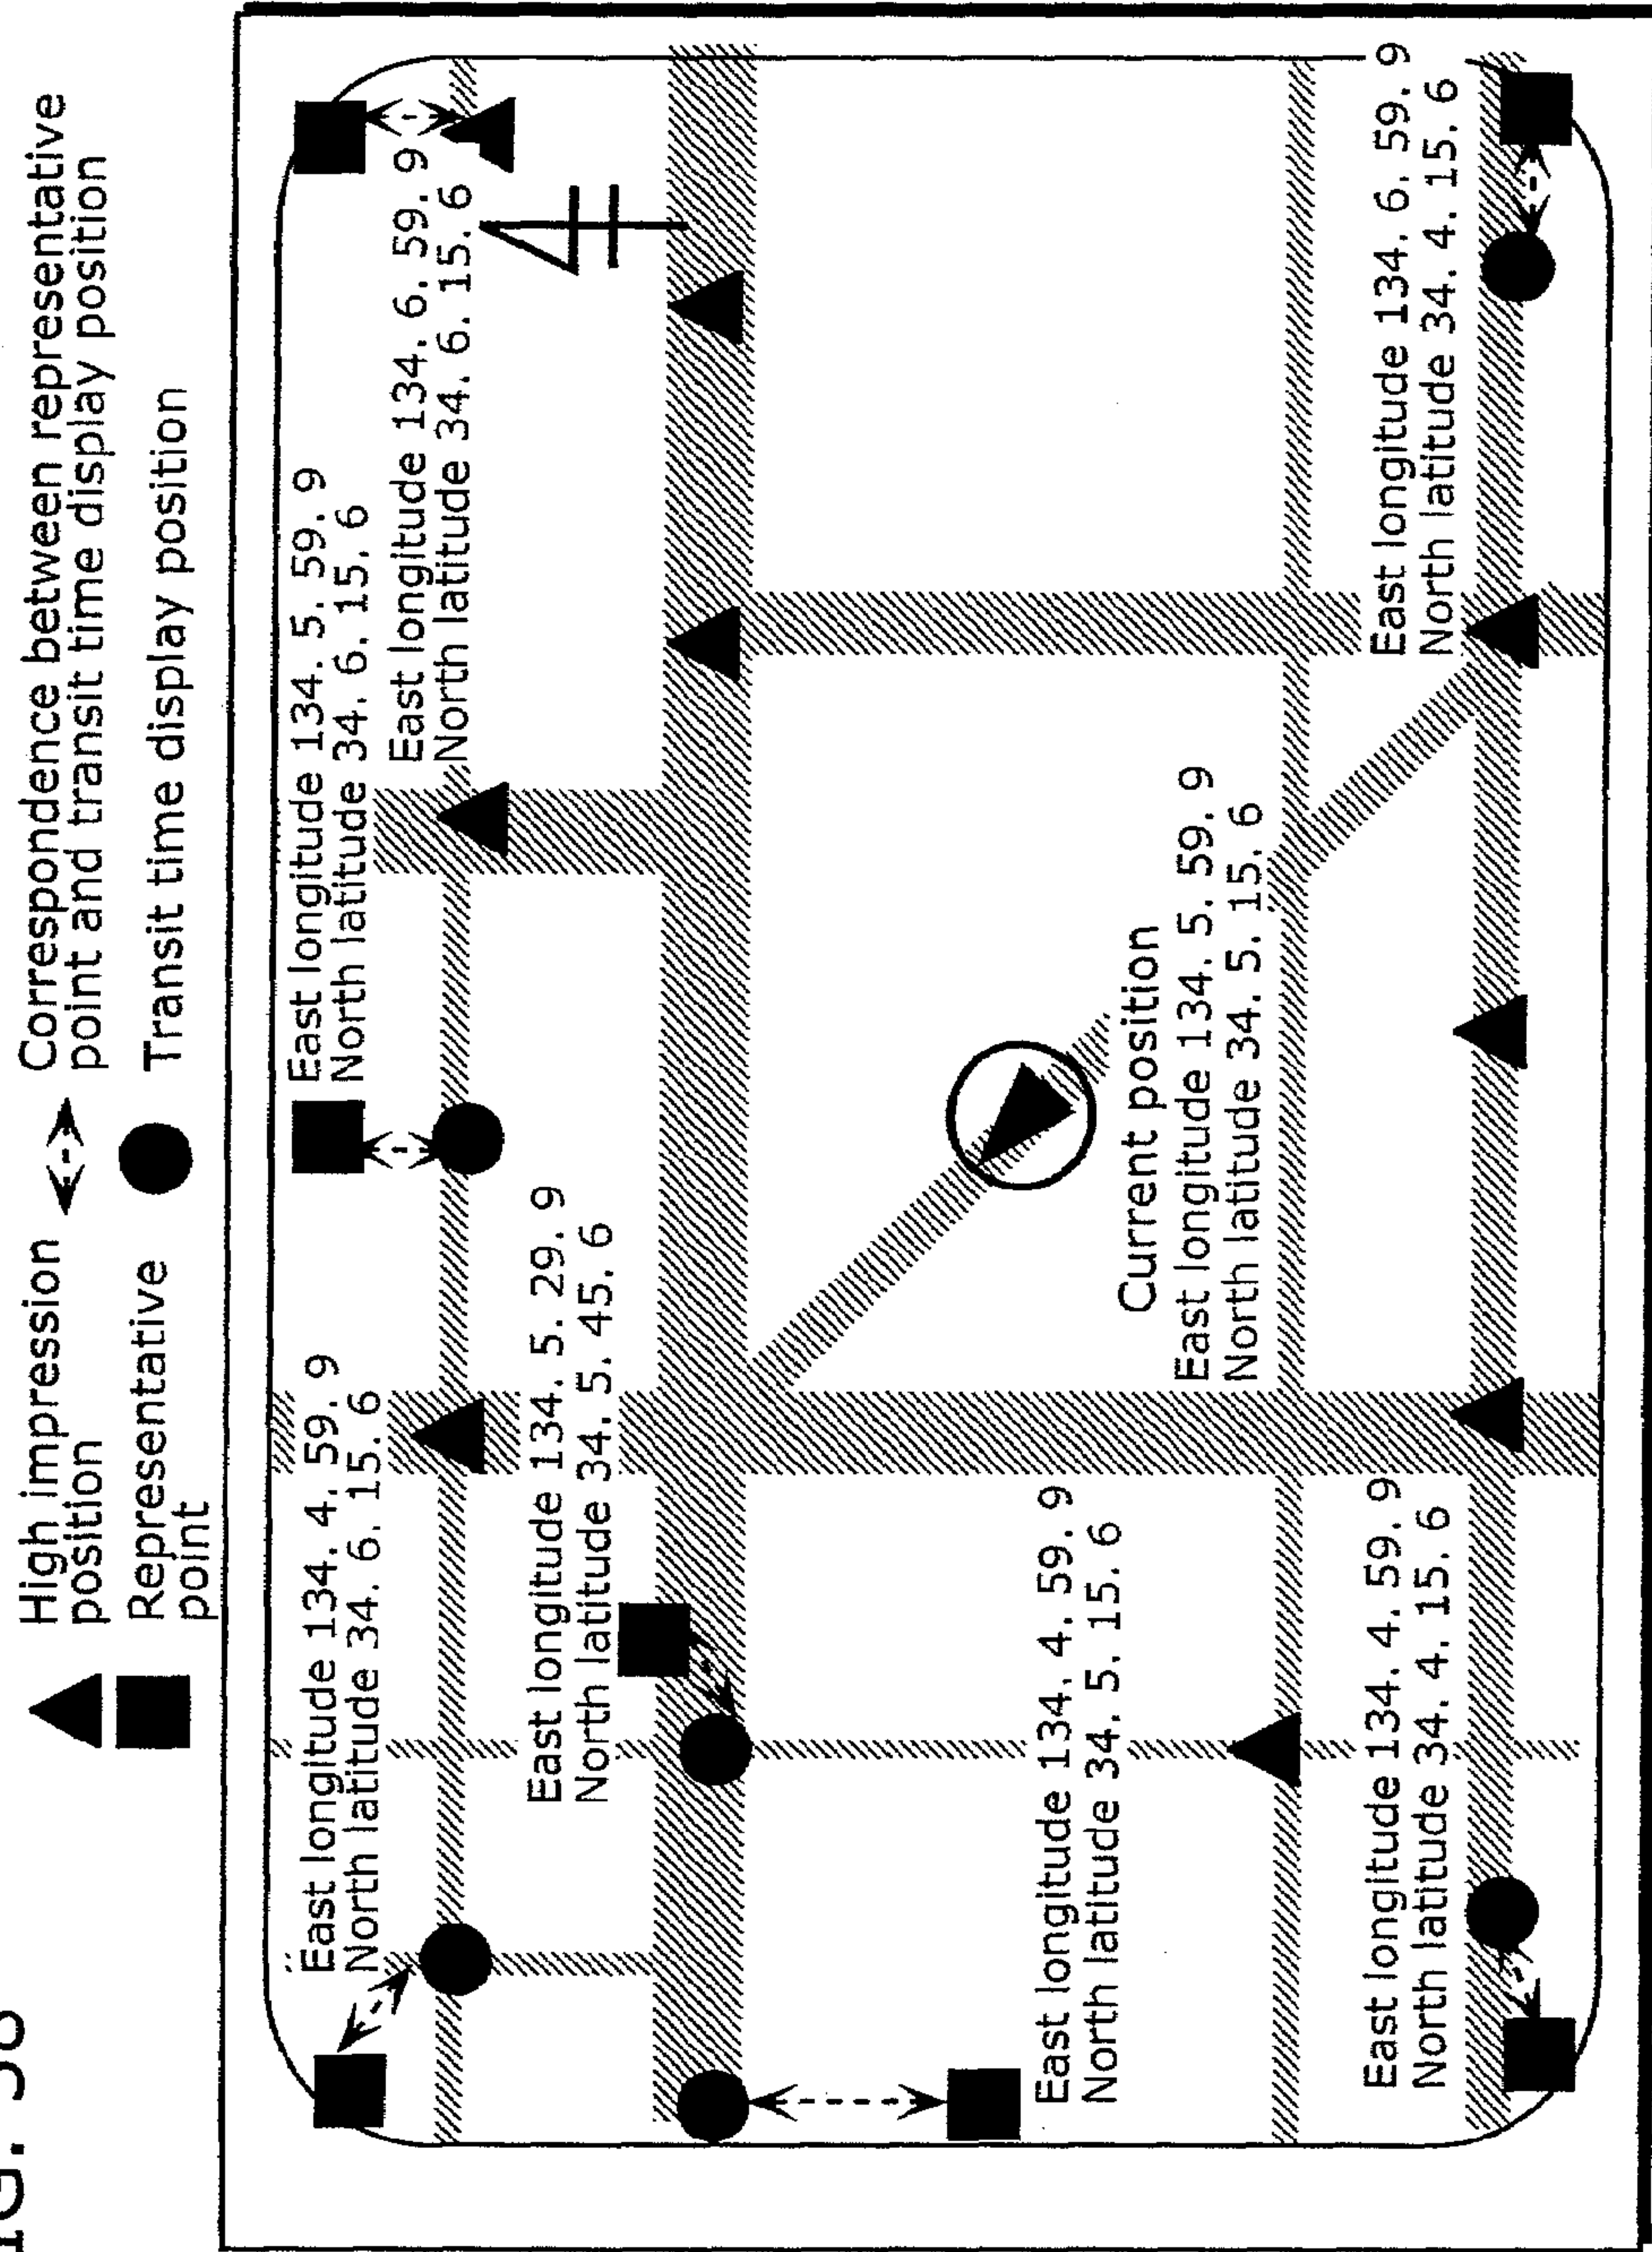 High impression
position
Correspondence between representative
point and transit time display position
Representative
point
Transit time display position
East longitude 134. 4. 59. 9
North latitude 34. 6. 15. 6
East longitude 134. 5. 59. 9
North latitude 34. 6. 15. 6
East longitude 134. 6. 59. 9
North latitude 34. 6. 15. 6
East longitude 134. 5. 29. 9
North latitude 34. 5. 45. 6
Current position
East longitude 134. 5. 59. 9
North latitude 34. 5. 15. 6
East longitude 134. 4. 59. 9
North latitude 34. 5. 15. 6
East longitude 134. 4. 59. 9
North latitude 34. 4. 15. 6
East longitude 134. 6. 59. 9
North latitude 34. 4. 15. 6